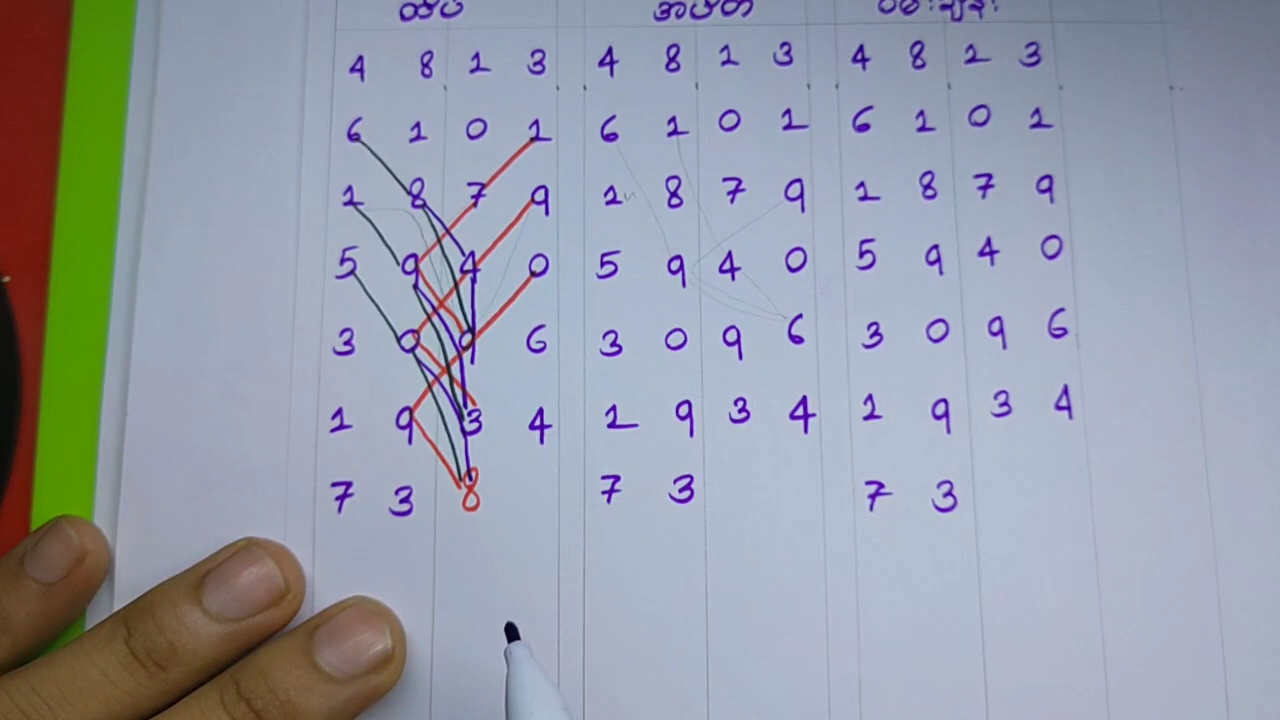 4 8 1 3 4 8 1 3 4 8 1 3
6 1 0 1 6 1 0 1 6 1 0 1
1 8 7 9 1 8 7 9 1 8 7 9
5 9 4 0 5 9 4 0 5 9 4 0
3 0 9 6 3 0 9 6 3 0 9 6
1 9 3 4 1 9 3 4 1 9 3 4
7 3 8 7 3 7 3